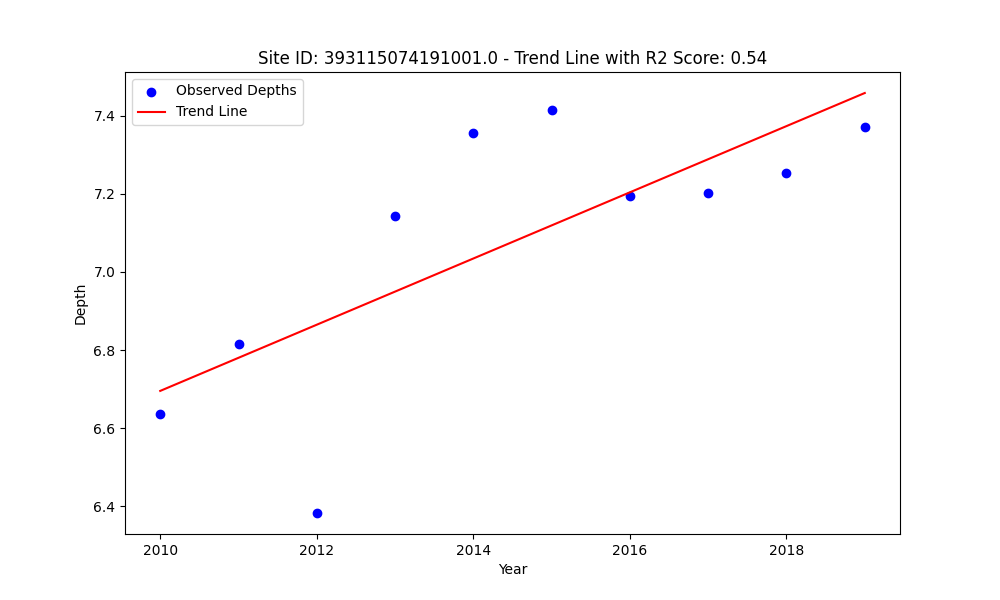 Site ID: 393115074191001.0 - Trend Line with R2 Score: 0.54
Observed Depths
Trend Line
7.4
7.2
7.0
6.8
6.6
6.4
Depth
2010
2012
2014
2016
2018
Year